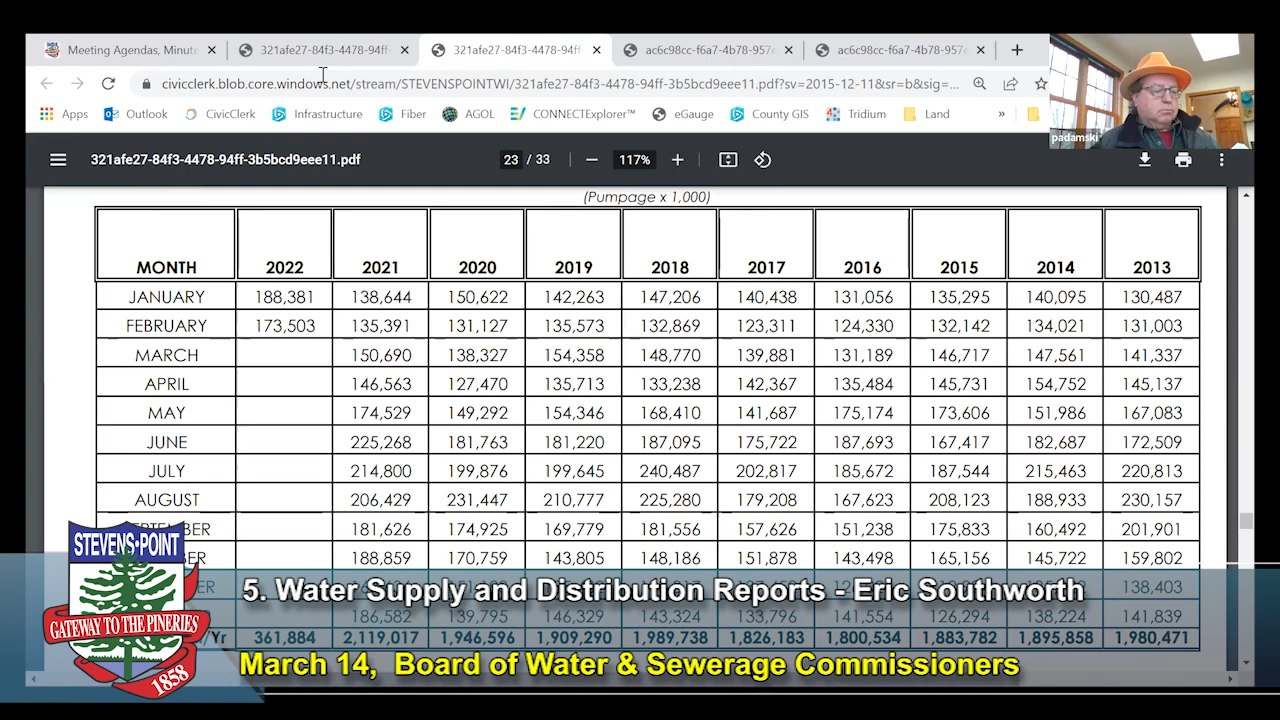 Meeting Agendas, Minute
321afe27-84f3-4478-94ff
321afe27-84f3-4478-94ff
ac6c98cc-f6a7-4b78-957e
ac6c98cc-f6a7-4b78-957e
civicclerk.blob.core.windows.net/stream/STEVENSPOINTWI/321afe27-84f3-4478-94ff-3b5bcd9eee11.pdf?sv=2015-12-11&sr=b&sig=...
Apps Outlook CivicClerk Infrastructure Fiber AGOL CONNECTExplorer™ eGauge County GIS Tridium Land »
padamski
321afe27-84f3-4478-94ff-3b5bcd9eee11.pdf 23 / 33 117%
(Pumpage x 1,000)
MONTH 2022 2021 2020 2019 2018 2017 2016 2015 2014 2013
JANUARY 188,381 138,644 150,622 142,263 147,206 140,438 131,056 135,295 140,095 130,487
FEBRUARY 173,503 135,391 131,127 135,573 132,869 123,311 124,330 132,142 134,021 131,003
MARCH 150,690 138,327 154,358 148,770 139,881 131,189 146,717 147,561 141,337
APRIL 146,563 127,470 135,713 133,238 142,367 135,484 145,731 154,752 145,137
MAY 174,529 149,292 154,346 168,410 141,687 175,174 173,606 151,986 167,083
JUNE 225,268 181,763 181,220 187,095 175,722 187,693 167,417 182,687 172,509
JULY 214,800 199,876 199,645 240,487 202,817 185,672 187,544 215,463 220,813
AUGUST 206,429 231,447 210,777 225,280 179,208 167,623 208,123 188,933 230,157
181,626 174,925 169,779 181,556 157,626 151,238 175,833 160,492 201,901
188,859 170,759 143,805 148,186 151,878 143,498 165,156 145,722 159,802
138,403
186,582 139,795 146,329 143,324 133,796 141,554 126,294 138,224 141,839
/Yr 361,884 2,119,017 1,946,596 1,909,290 1,989,738 1,826,183 1,800,534 1,883,782 1,895,858 1,980,471
STEVENS·POINT
GATEWAY TO THE PINERIES
1858
5. Water Supply and Distribution Reports - Eric Southworth
March 14, Board of Water & Sewerage Commissioners